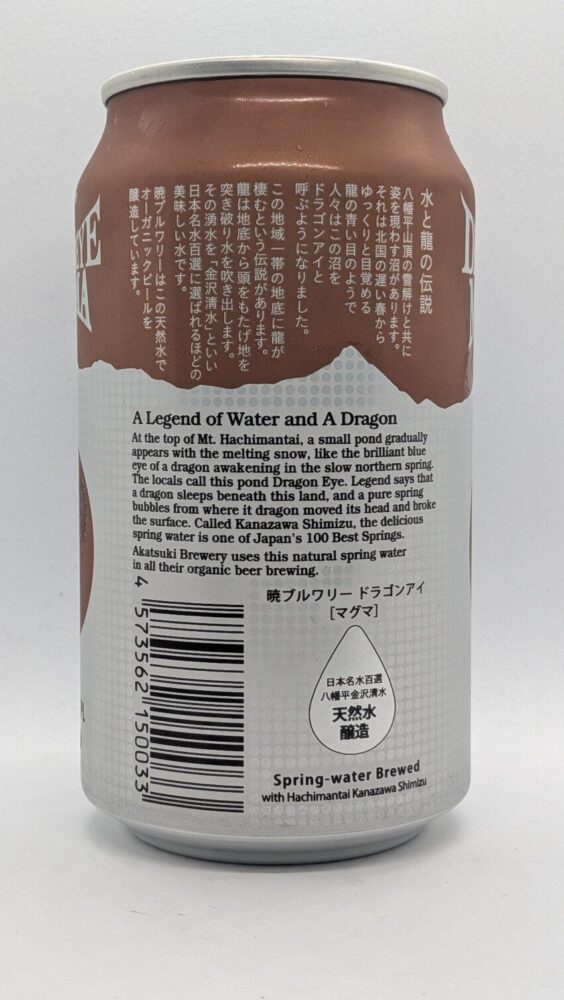 水と龍の伝説
八幡平山頂の雪解けと共に
姿を現わす沼があります。
それは北国の遅い春から
ゆっくりと目覚める
龍の青い目のようで
人々はこの沼を
ドラゴンアイと
呼ぶようになりました。
この地域一帯の地底に龍が
棲むという伝説があります。
龍は地底から頭をもたげ地を
突き破り水を吹き出します。
その湧水を「金沢清水」といい
日本名水百選に選ばれるほどの
美味しい水です。
暁ブルワリーはこの天然水で
オーガニックビールを
醸造しています。
A Legend of Water and A Dragon
At the top of Mt. Hachimantai, a small pond gradually
appears with the melting snow, like the brilliant blue
eye of a dragon awakening in the slow northern spring.
The locals call this pond Dragon Eye. Legend says that
a dragon sleeps beneath this land, and a pure spring
bubbles from where it dragon moved its head and broke
the surface. Called Kanazawa Shimizu, the delicious
spring water is one of Japan's 100 Best Springs.
Akatsuki Brewery uses this natural spring water
in all their organic beer brewing.
4 573562 150033
暁ブルワリー ドラゴンアイ
[マグマ]
日本名水百選
八幡平金沢清水
天然水
醸造
Spring-water Brewed
with Hachimantai Kanazawa Shimizu